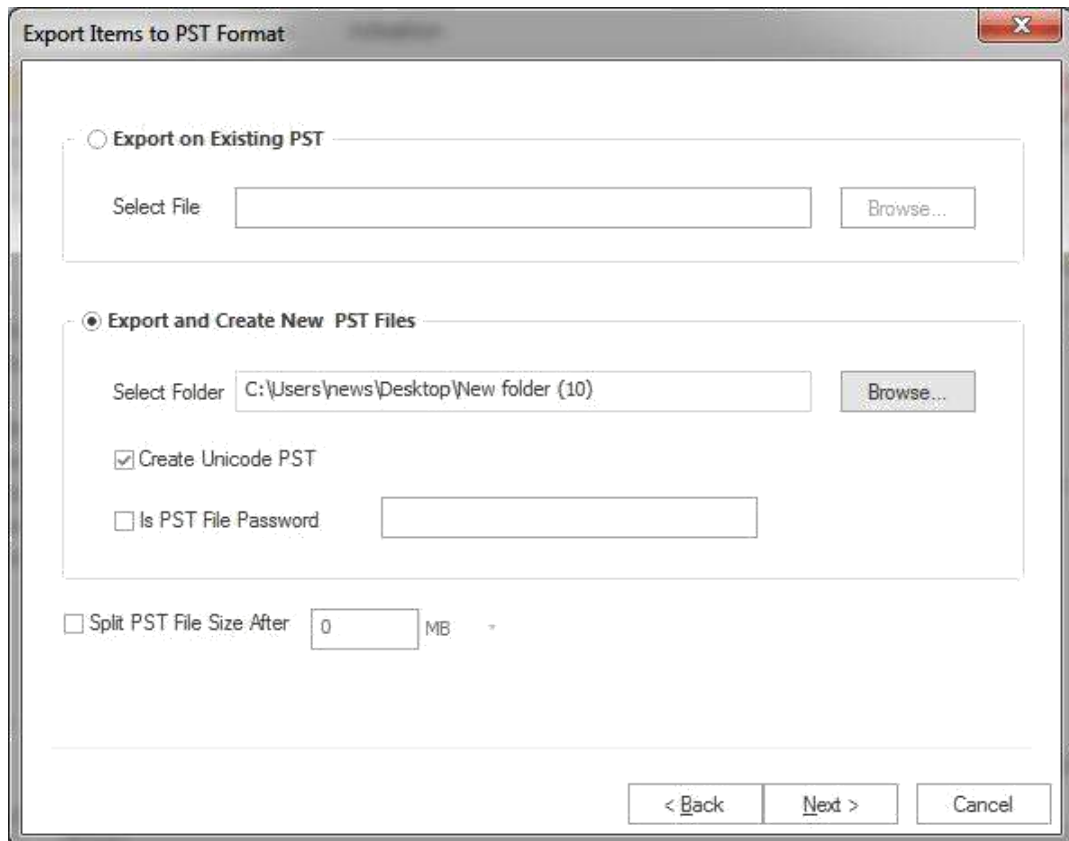 Export Items to PST Format
Export on Existing PST
Select File
Browse...
Export and Create New PST Files
Select Folder C:\Users\news\Desktop\New folder (10) Browse...
Create Unicode PST
Is PST File Password
Split PST File Size After 0 MB
< Back Next > Cancel